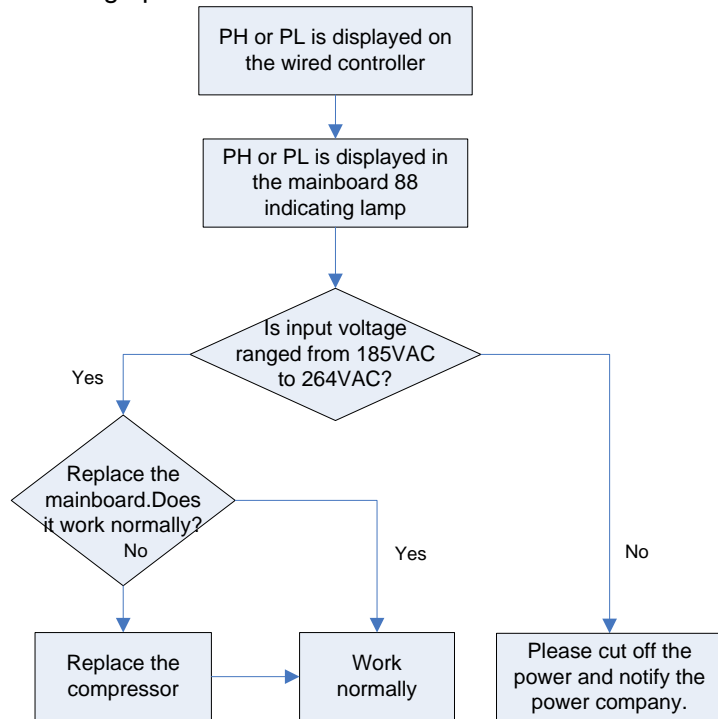 PH or PL is displayed on
the wired controller
PH or PL is displayed in
the mainboard 88
indicating lamp
Is input voltage
ranged from 185VAC
to 264VAC?
Yes
Replace the
mainboard.Does
it work normally?
No
Yes
No
Replace the
compressor
Work
normally
Please cut off the
power and notify the
power company.